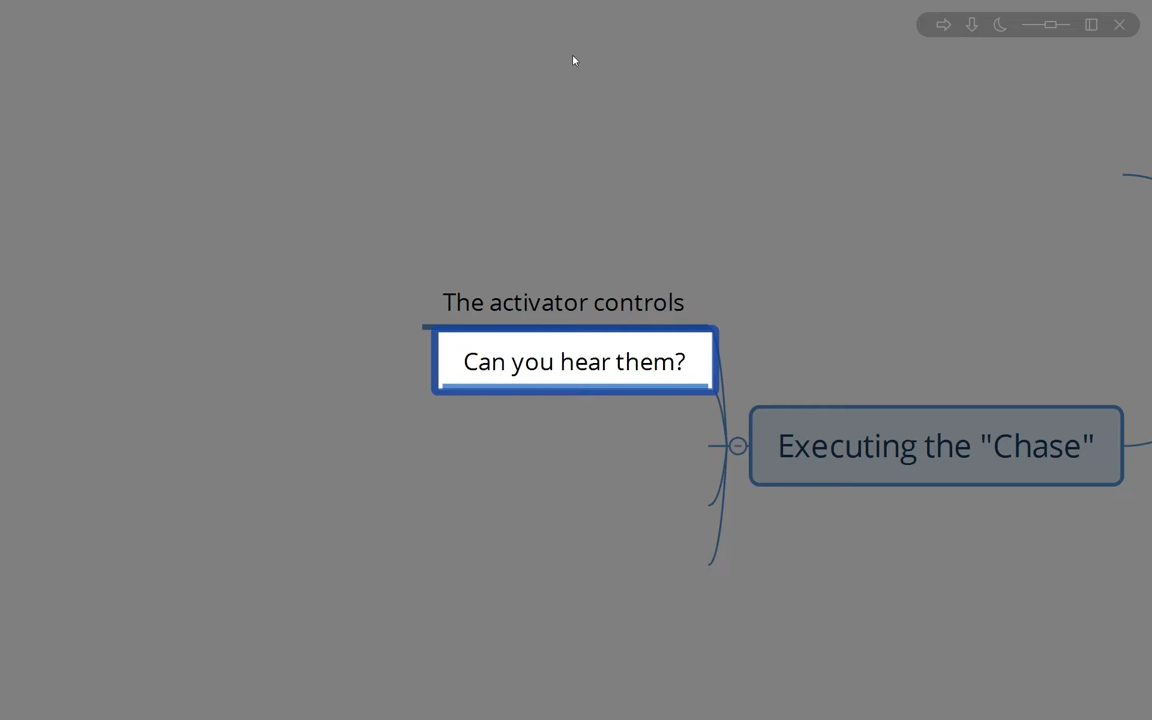 The activator controls
Can you hear them?
Executing the "Chase"